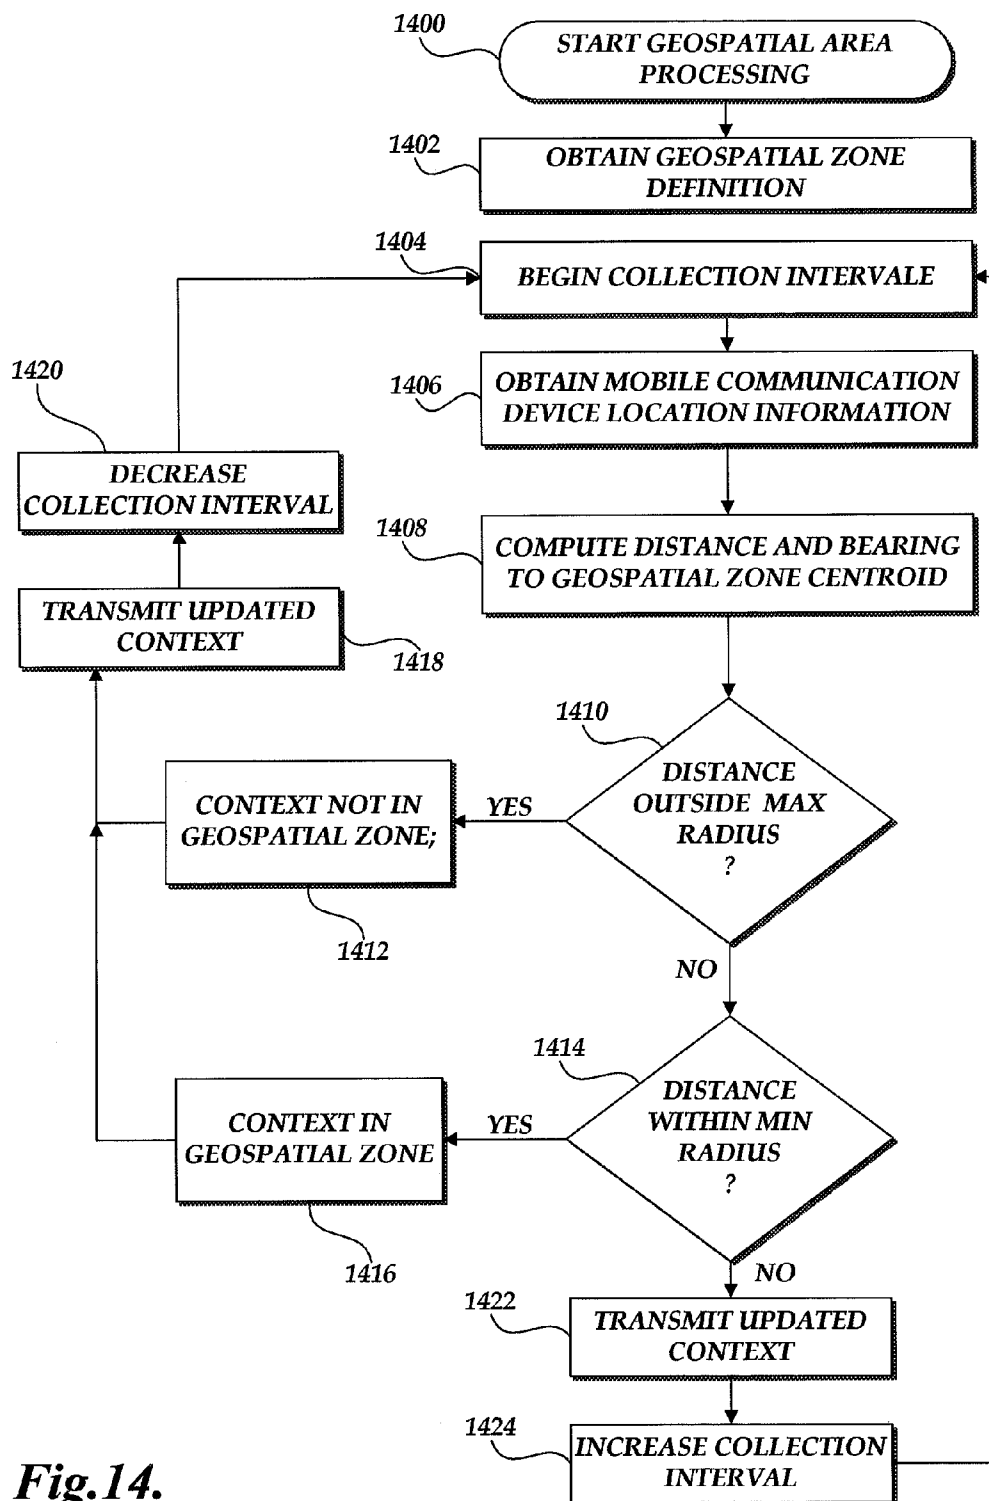 1400
START GEOSPATIAL AREA
PROCESSING
1402
OBTAIN GEOSPATIAL ZONE
DEFINITION
1404
BEGIN COLLECTION INTERVALE
1406
OBTAIN MOBILE COMMUNICATION
DEVICE LOCATION INFORMATION
1420
DECREASE
COLLECTION INTERVAL
1408
COMPUTE DISTANCE AND BEARING
TO GEOSPATIAL ZONE CENTROID
TRANSMIT UPDATED
CONTEXT
1418
1410
DISTANCE
OUTSIDE MAX
RADIUS
?
YES
CONTEXT NOT IN
GEOSPATIAL ZONE;
1412
NO
1414
DISTANCE
WITHIN MIN
RADIUS
?
YES
CONTEXT IN
GEOSPATIAL ZONE
1416
NO
1422
TRANSMIT UPDATED
CONTEXT
1424
INCREASE COLLECTION
INTERVAL
Fig.14.